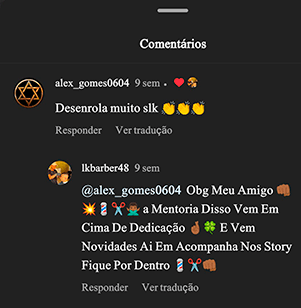 Comentários
alex_gomes0604 9 sem • ❤️
Desenrola muito slk 👏👏👏
Responder Ver tradução
lkbarber48 9 sem
@alex_gomes0604 Obg Meu Amigo 👊🏾
💥💈✂️🙅🏾‍♂️ a Mentoria Disso Vem Em
Cima De Dedicação 🤞🏾🍀 E Vem
Novidades Ai Em Acompanha Nos Story
Fique Por Dentro 💈✂️👊🏾
Responder Ver tradução